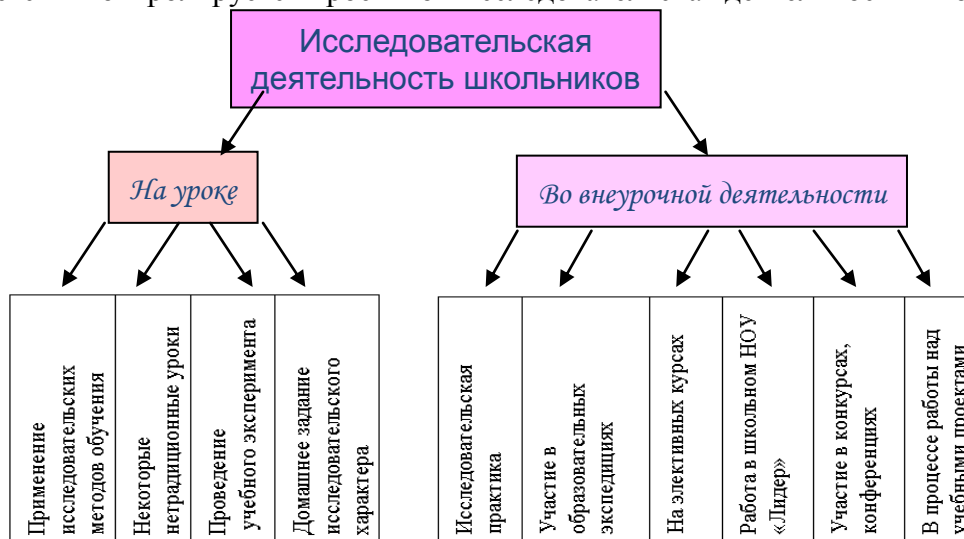 Исследовательская
деятельность школьников
На уроке
Во внеурочной деятельности
Применение
исследовательских
методов обучения
Некоторые
нетрадиционные уроки
Проведение
учебного эксперимента
Домашнее задание
исследовательского
характера
Исследовательская
практика
Участие в
образовательных
экспедициях
На элективных курсах
Работа в школьном НОУ
«Лидер»
Участие в конкурсах,
конференциях
В процессе работы над
учебными проектами